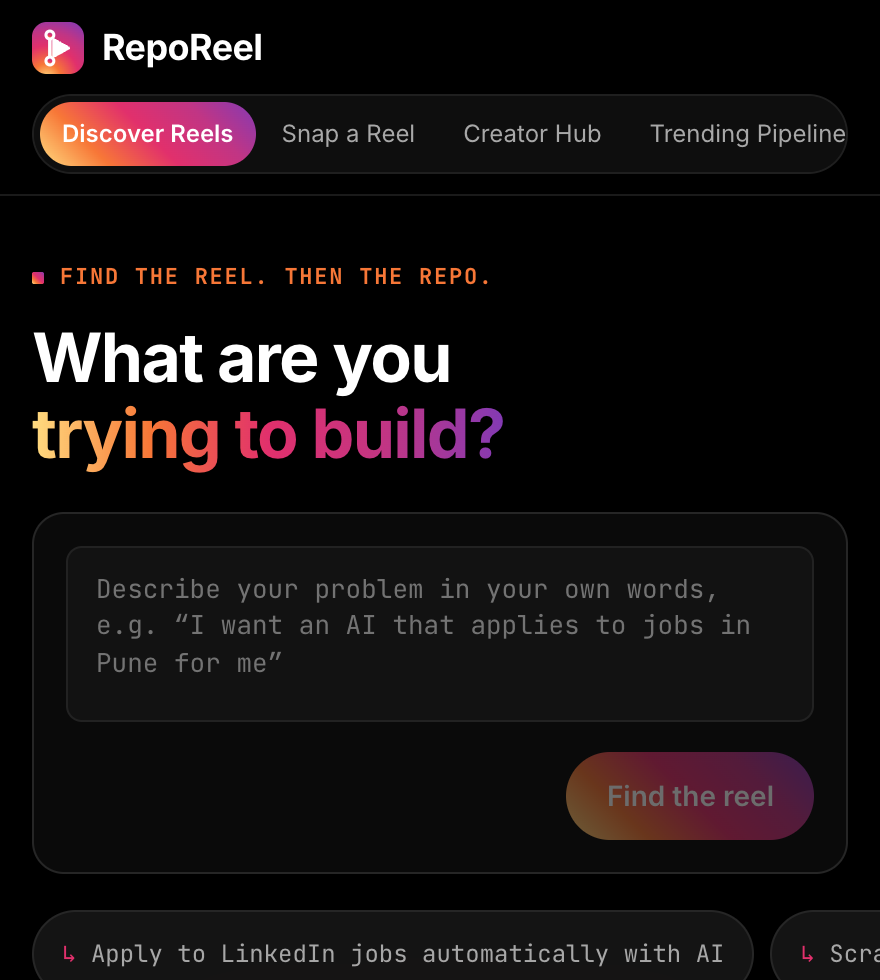 RepoReel
Discover Reels
Snap a Reel
Creator Hub
Trending Pipeline
FIND THE REEL. THEN THE REPO.
What are you
trying to build?
Describe your problem in your own words,
e.g. “I want an AI that applies to jobs in
Pune for me”
Find the reel
↳ Apply to LinkedIn jobs automatically with AI
↳